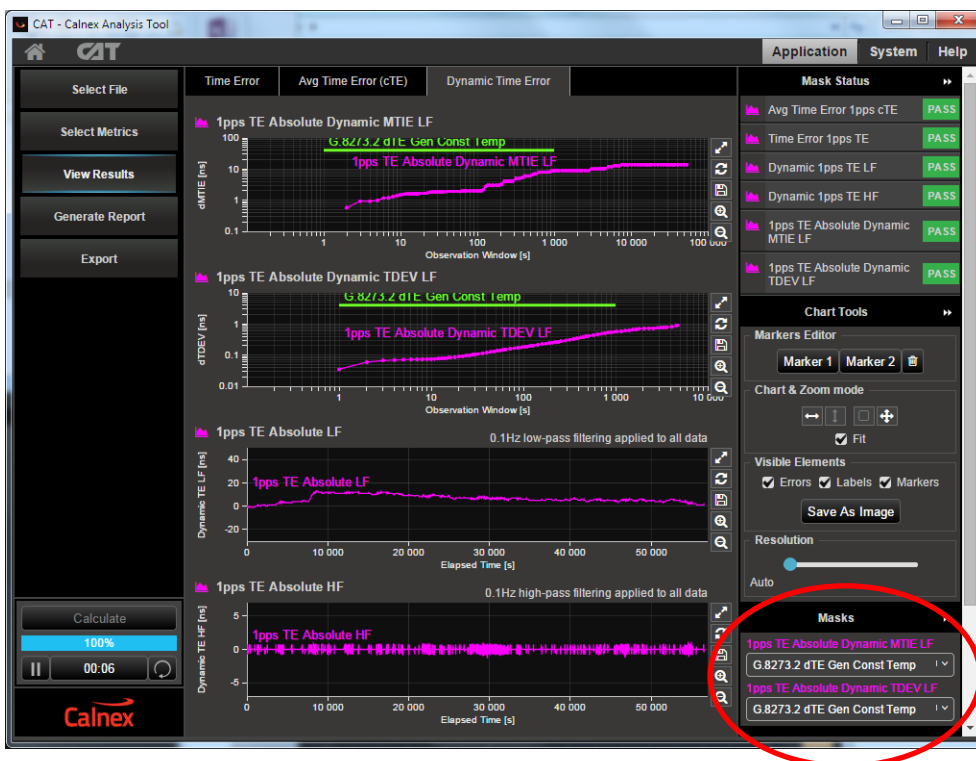 CAT - Calnex Analysis Tool
CAT
Application System Help
Select File
Select Metrics
View Results
Generate Report
Export
Calculate
100%
00:06
Calnex
Time Error Avg Time Error (cTE) Dynamic Time Error
1pps TE Absolute Dynamic MTIE LF
G.8273.2 dTE Gen Const Temp
1pps TE Absolute Dynamic MTIE LF
dMTIE [ns]
100
10
1
0.1
1 10 100 1 000 10 000 100 000
Observation Window [s]
1pps TE Absolute Dynamic TDEV LF
G.8273.2 dTE Gen Const Temp
1pps TE Absolute Dynamic TDEV LF
dTDEV [ns]
10
1
0.1
0.01
1 10 100 1 000 10 000
Observation Window [s]
1pps TE Absolute LF
0.1Hz low-pass filtering applied to all data
1pps TE Absolute LF
Dynamic TE LF [ns]
40
20
0
-20
0 10 000 20 000 30 000 40 000 50 000
Elapsed Time [s]
1pps TE Absolute HF
0.1Hz high-pass filtering applied to all data
1pps TE Absolute HF
Dynamic TE HF [ns]
5
0
-5
0 10 000 20 000 30 000 40 000 50 000
Elapsed Time [s]
Mask Status
Avg Time Error 1pps cTE PASS
Time Error 1pps TE PASS
Dynamic 1pps TE LF PASS
Dynamic 1pps TE HF PASS
1pps TE Absolute Dynamic
MTIE LF PASS
1pps TE Absolute Dynamic
TDEV LF PASS
Chart Tools
Markers Editor
Marker 1 Marker 2
Chart & Zoom mode
Fit
Visible Elements
Errors Labels Markers
Save As Image
Resolution
Auto
Masks
1pps TE Absolute Dynamic MTIE LF
G.8273.2 dTE Gen Const Temp
1pps TE Absolute Dynamic TDEV LF
G.8273.2 dTE Gen Const Temp